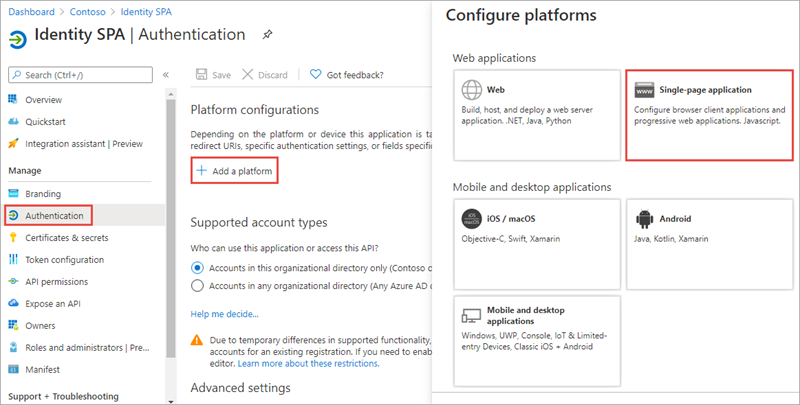 Dashboard > Contoso > Identity SPA
Identity SPA | Authentication
Search (Ctrl+/)
«
Overview
Quickstart
Integration assistant | Preview
Manage
Branding
Authentication
Certificates & secrets
Token configuration
API permissions
Expose an API
Owners
Roles and administrators | Pre...
Manifest
Support + Troubleshooting
Save
Discard
Got feedback?
Platform configurations
Depending on the platform or device this application is ta
redirect URIs, specific authentication settings, or fields specific
+ Add a platform
Supported account types
Who can use this application or access this API?
Accounts in this organizational directory only (Contoso o
Accounts in any organizational directory (Any Azure AD d
Help me decide...
Due to temporary differences in supported functionality,
accounts for an existing registration. If you need to enab
editor. Learn more about these restrictions.
Advanced settings
Configure platforms
Web applications
Web
Build, host, and deploy a web server
application. .NET, Java, Python
WWW
Single-page application
Configure browser client applications and
progressive web applications. Javascript.
Mobile and desktop applications
iOS
macOS
iOS / macOS
Objective-C, Swift, Xamarin
Android
Java, Kotlin, Xamarin
Mobile and desktop
applications
Windows, UWP, Console, IoT & Limited-
entry Devices, Classic iOS + Android